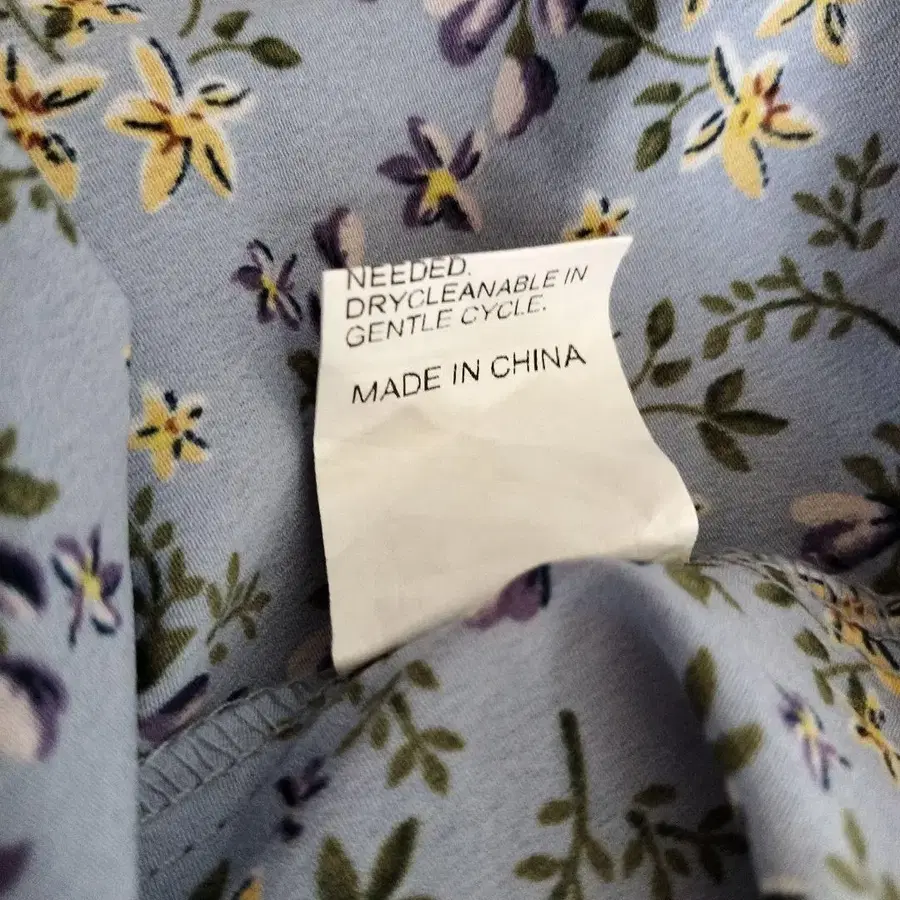 NEEDED.
DRYCLEANABLE IN
GENTLE CYCLE.
MADE IN CHINA